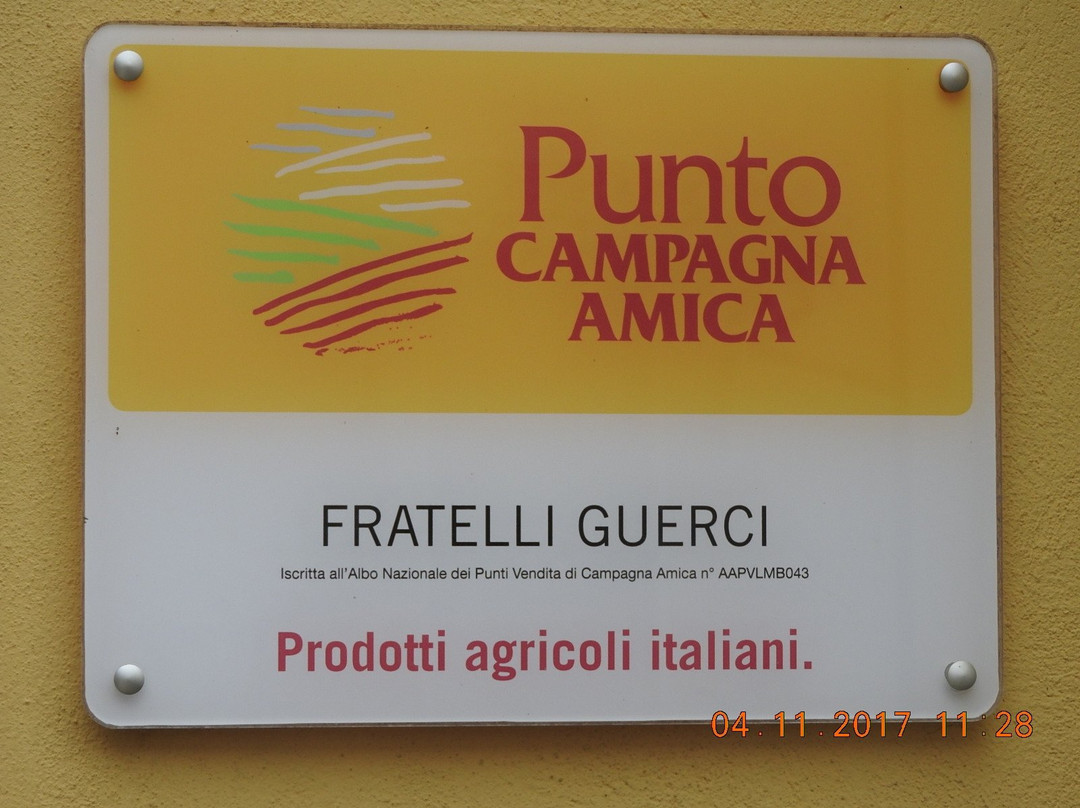 Punto
CAMPAGNA
AMICA
FRATELLI GUERCI
Iscritta all'Albo Nazionale dei Punti Vendita di Campagna Amica n° AAPVLMB043
Prodotti agricoli italiani.
04.11.2017 11:28